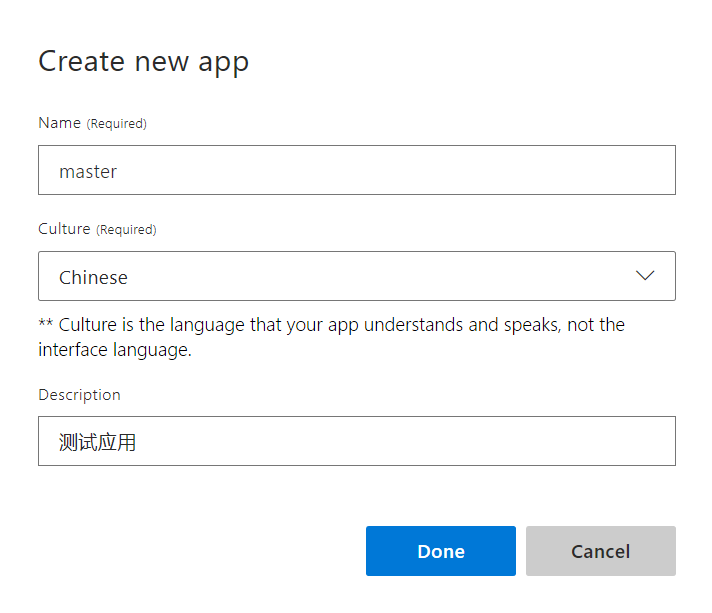 Create new app
Name (Required)
master
Culture (Required)
Chinese
** Culture is the language that your app understands and speaks, not the
interface language.
Description
测试应用
Done
Cancel